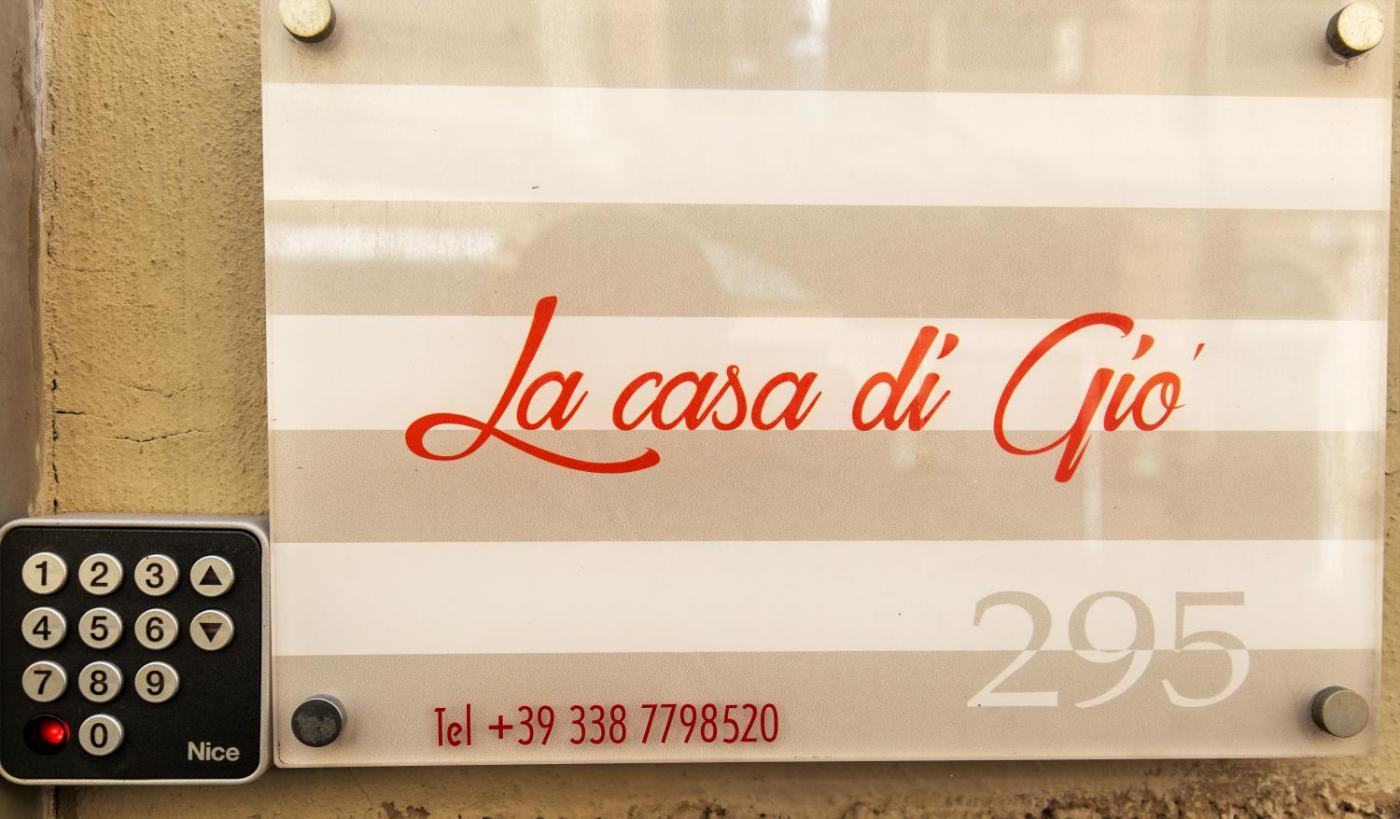 La casa di Gio'
295
Tel +39 338 7798520
1 2 3 ▲
4 5 6 ▼
7 8 9
0
Nice